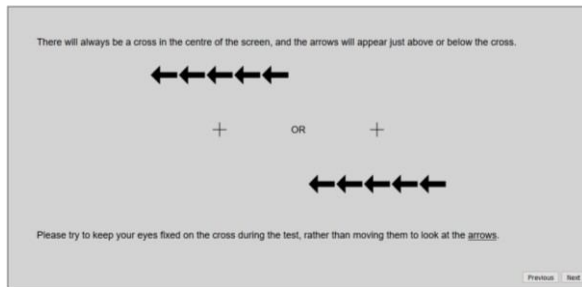 There will always be a cross in the centre of the screen, and the arrows will appear just above or below the cross.
OR
Please try to keep your eyes fixed on the cross during the test, rather than moving them to look at the arrows.
Previous Next